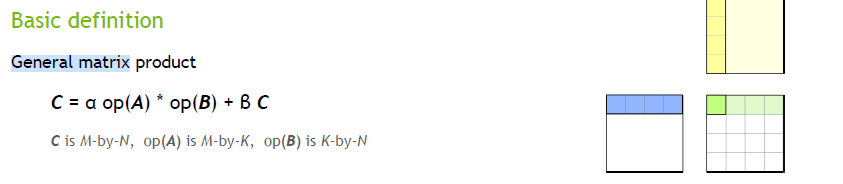 Basic definition
General matrix product
C = α op(A) * op(B) + β C
C is M-by-N, op(A) is M-by-K, op(B) is K-by-N